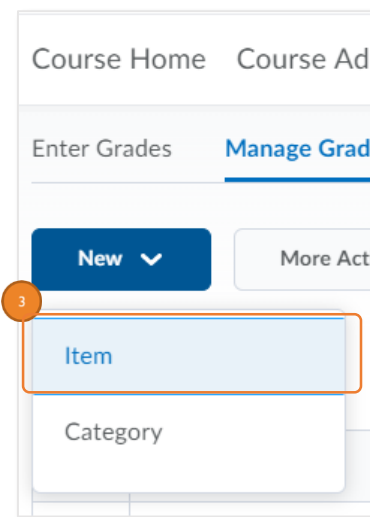 Course Home Course Ad
Enter Grades Manage Grad
New More Act
3
Item
Category